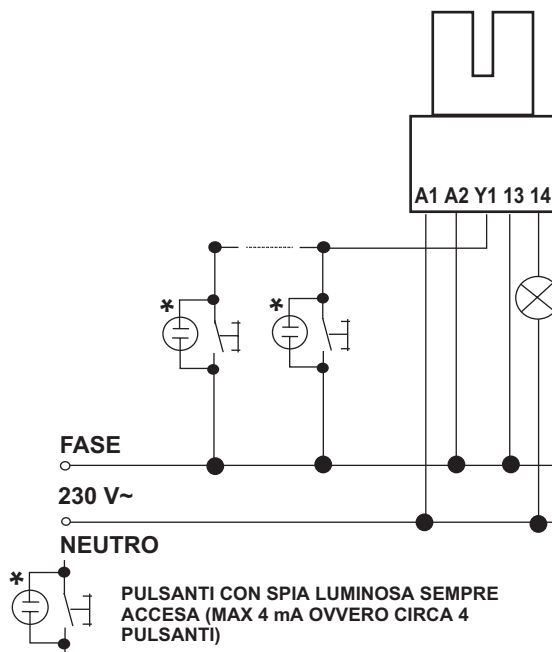 A1 A2 Y1 13 14
*
*
FASE
230 V~
NEUTRO
*
PULSANTI CON SPIA LUMINOSA SEMPRE
ACCESA (MAX 4 mA OVVERO CIRCA 4
PULSANTI)